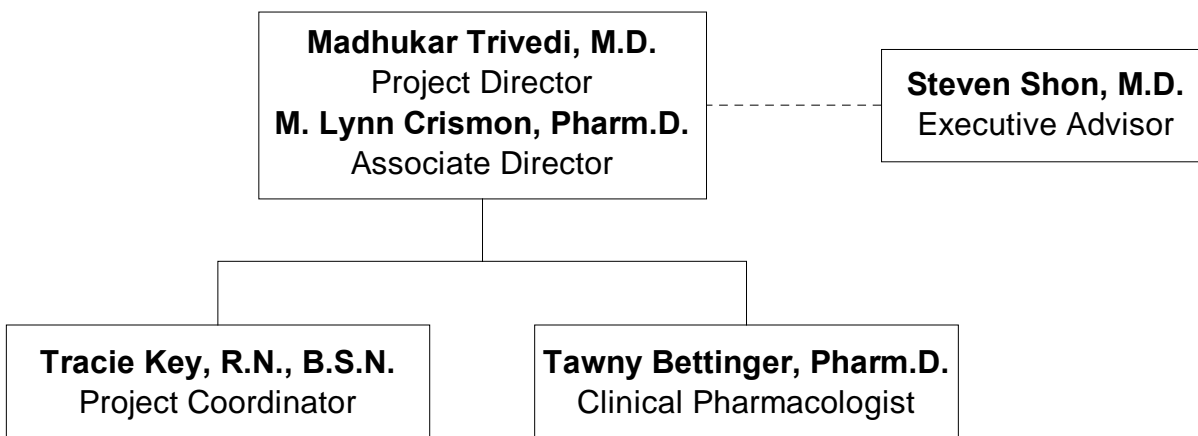 Madhukar Trivedi, M.D.
Project Director
M. Lynn Crismon, Pharm.D.
Associate Director
Steven Shon, M.D.
Executive Advisor
Tracie Key, R.N., B.S.N.
Project Coordinator
Tawny Bettinger, Pharm.D.
Clinical Pharmacologist